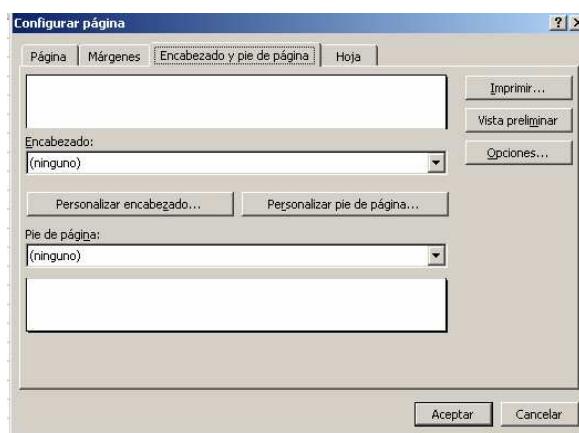 Configurar página
Página Márgenes Encabezado y pie de página Hoja
Imprimir...
Vista preliminar
Encabezado:
Opciones...
(ninguno)
Personalizar encabezado... Personalizar pie de página...
Pie de página:
(ninguno)
Aceptar Cancelar